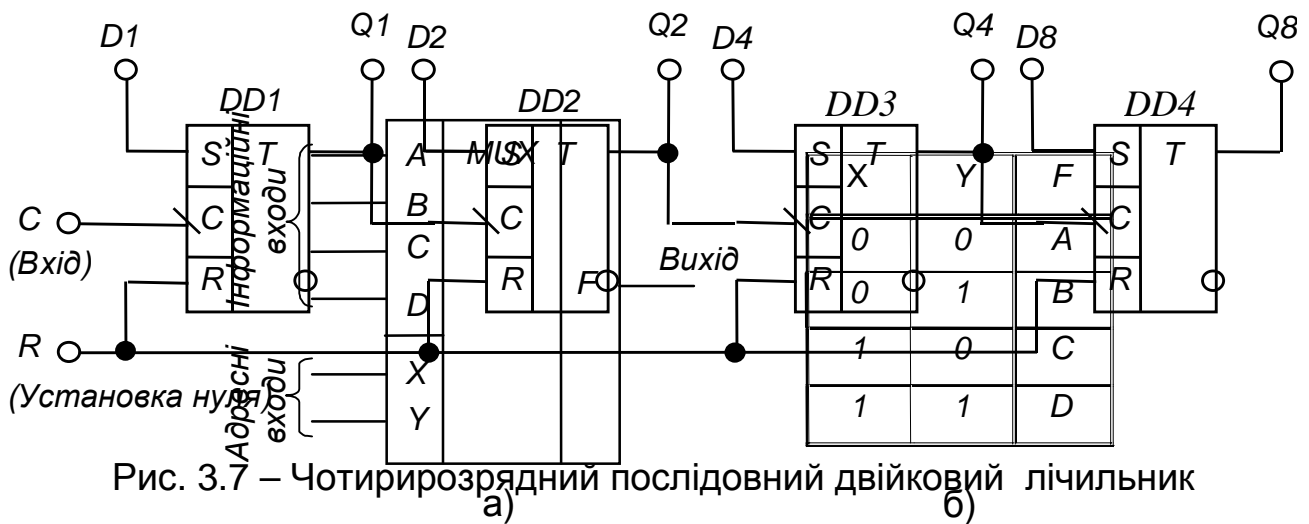 D1 Q1 D2 Q2 D4 Q4 D8 Q8
DD1 DD2 DD3 DD4
S T A MUX S T S T S T
X Y F
B
C C C C C C
(Вхід)
0 0 A
Інформаційні входи
Вихід
R D R F R R
0 1 B
R
1 0 C
Адресні входи
X
(Установка нуля)
Y
1 1 D
Рис. 3.7 – Чотирирозрядний послідовний двійковий лічильник
а) б)